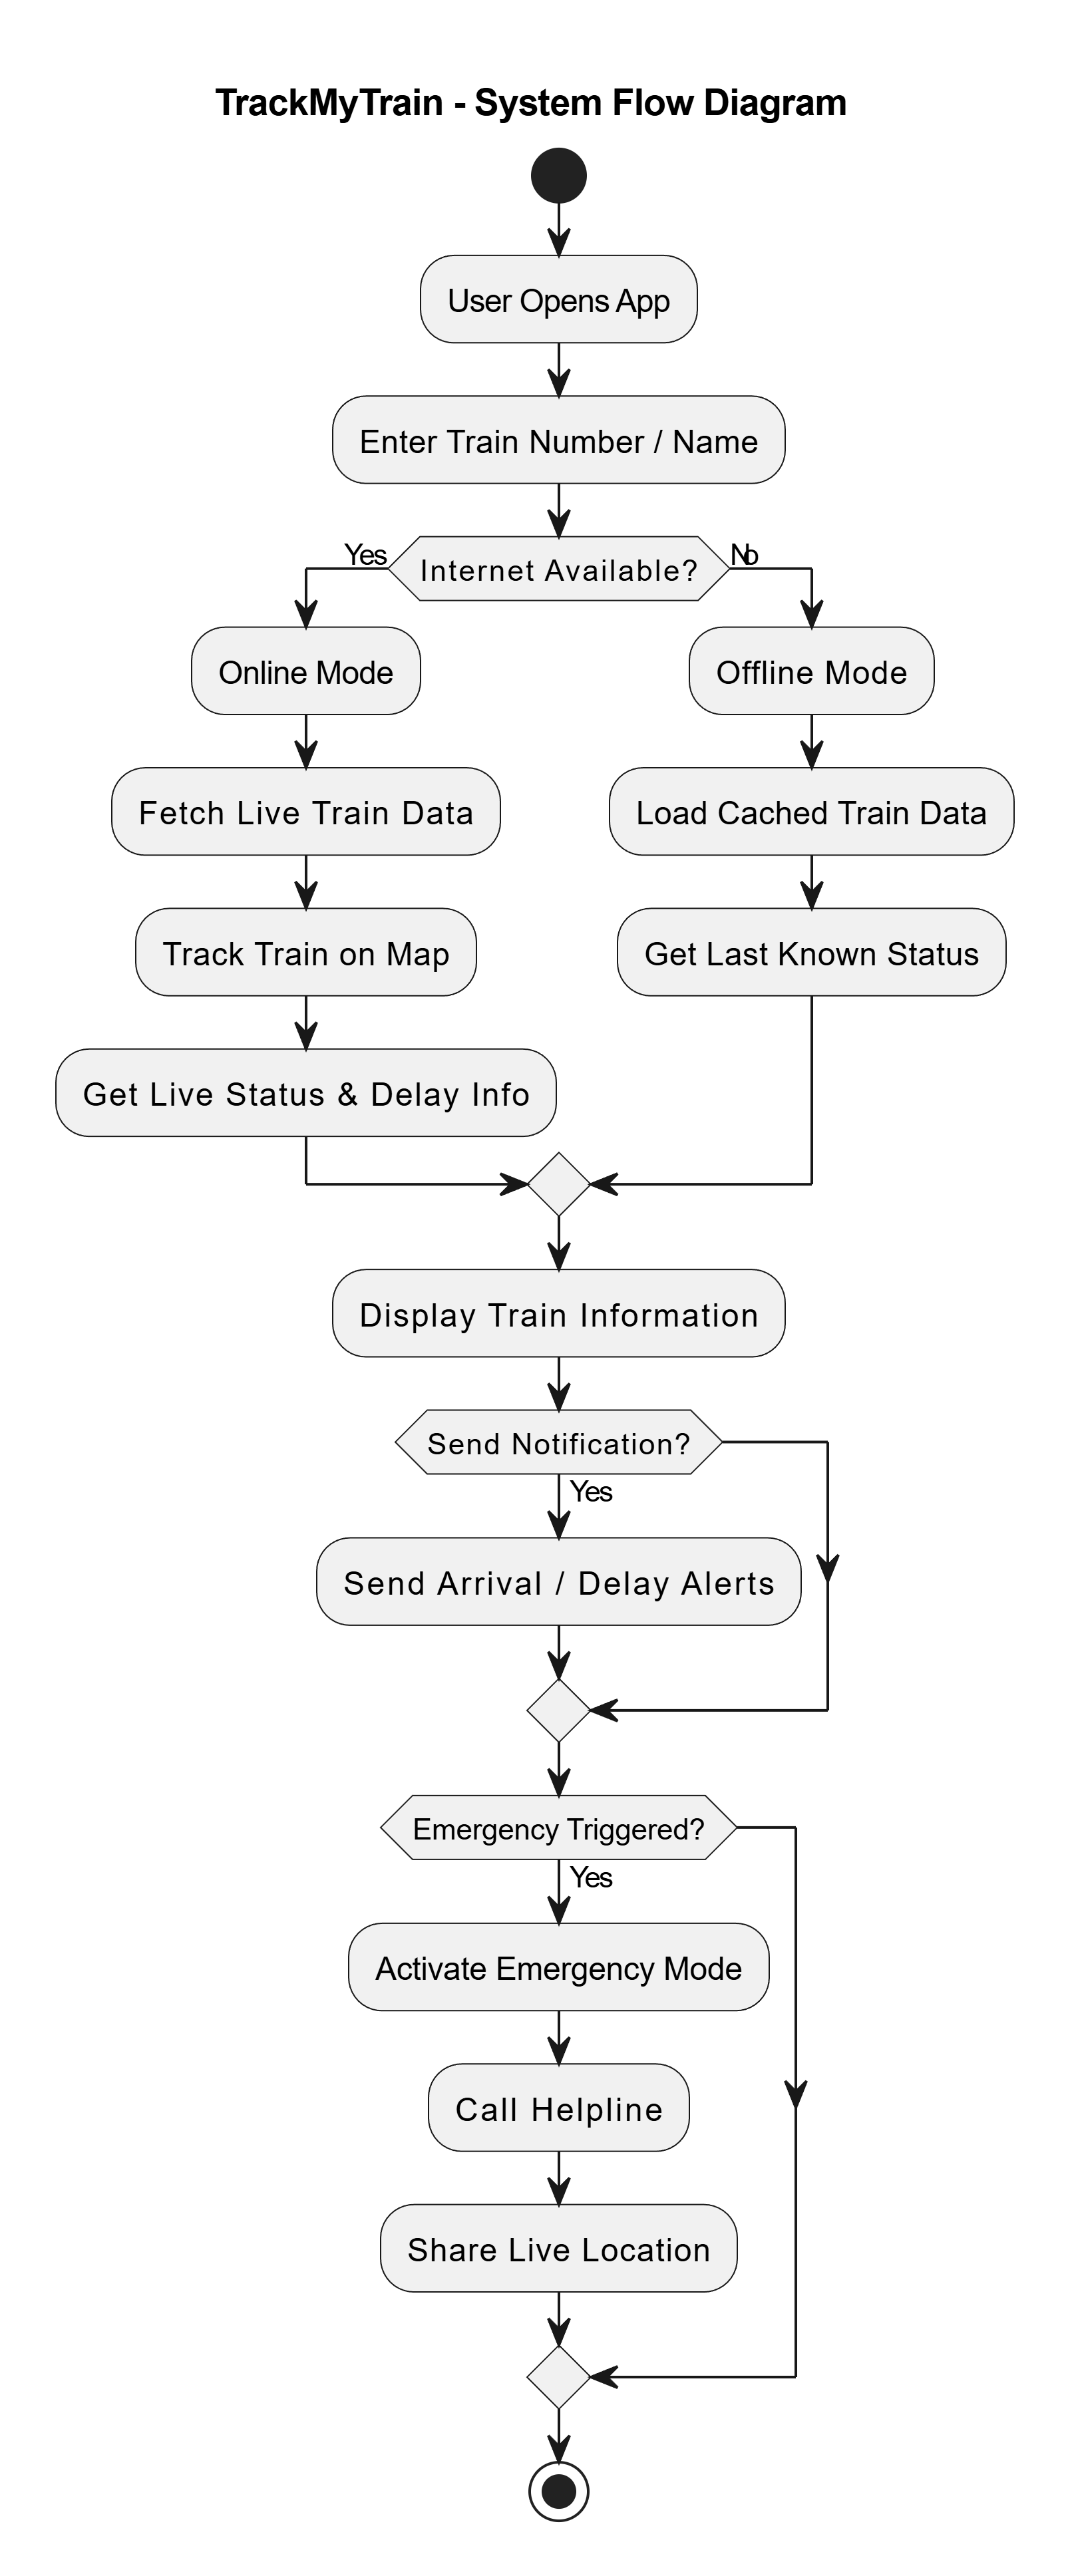 TrackMyTrain - System Flow Diagram
User Opens App
Enter Train Number / Name
Yes
Internet Available?
No
Online Mode
Offline Mode
Fetch Live Train Data
Load Cached Train Data
Track Train on Map
Get Last Known Status
Get Live Status & Delay Info
Display Train Information
Send Notification?
Yes
Send Arrival / Delay Alerts
Emergency Triggered?
Yes
Activate Emergency Mode
Call Helpline
Share Live Location